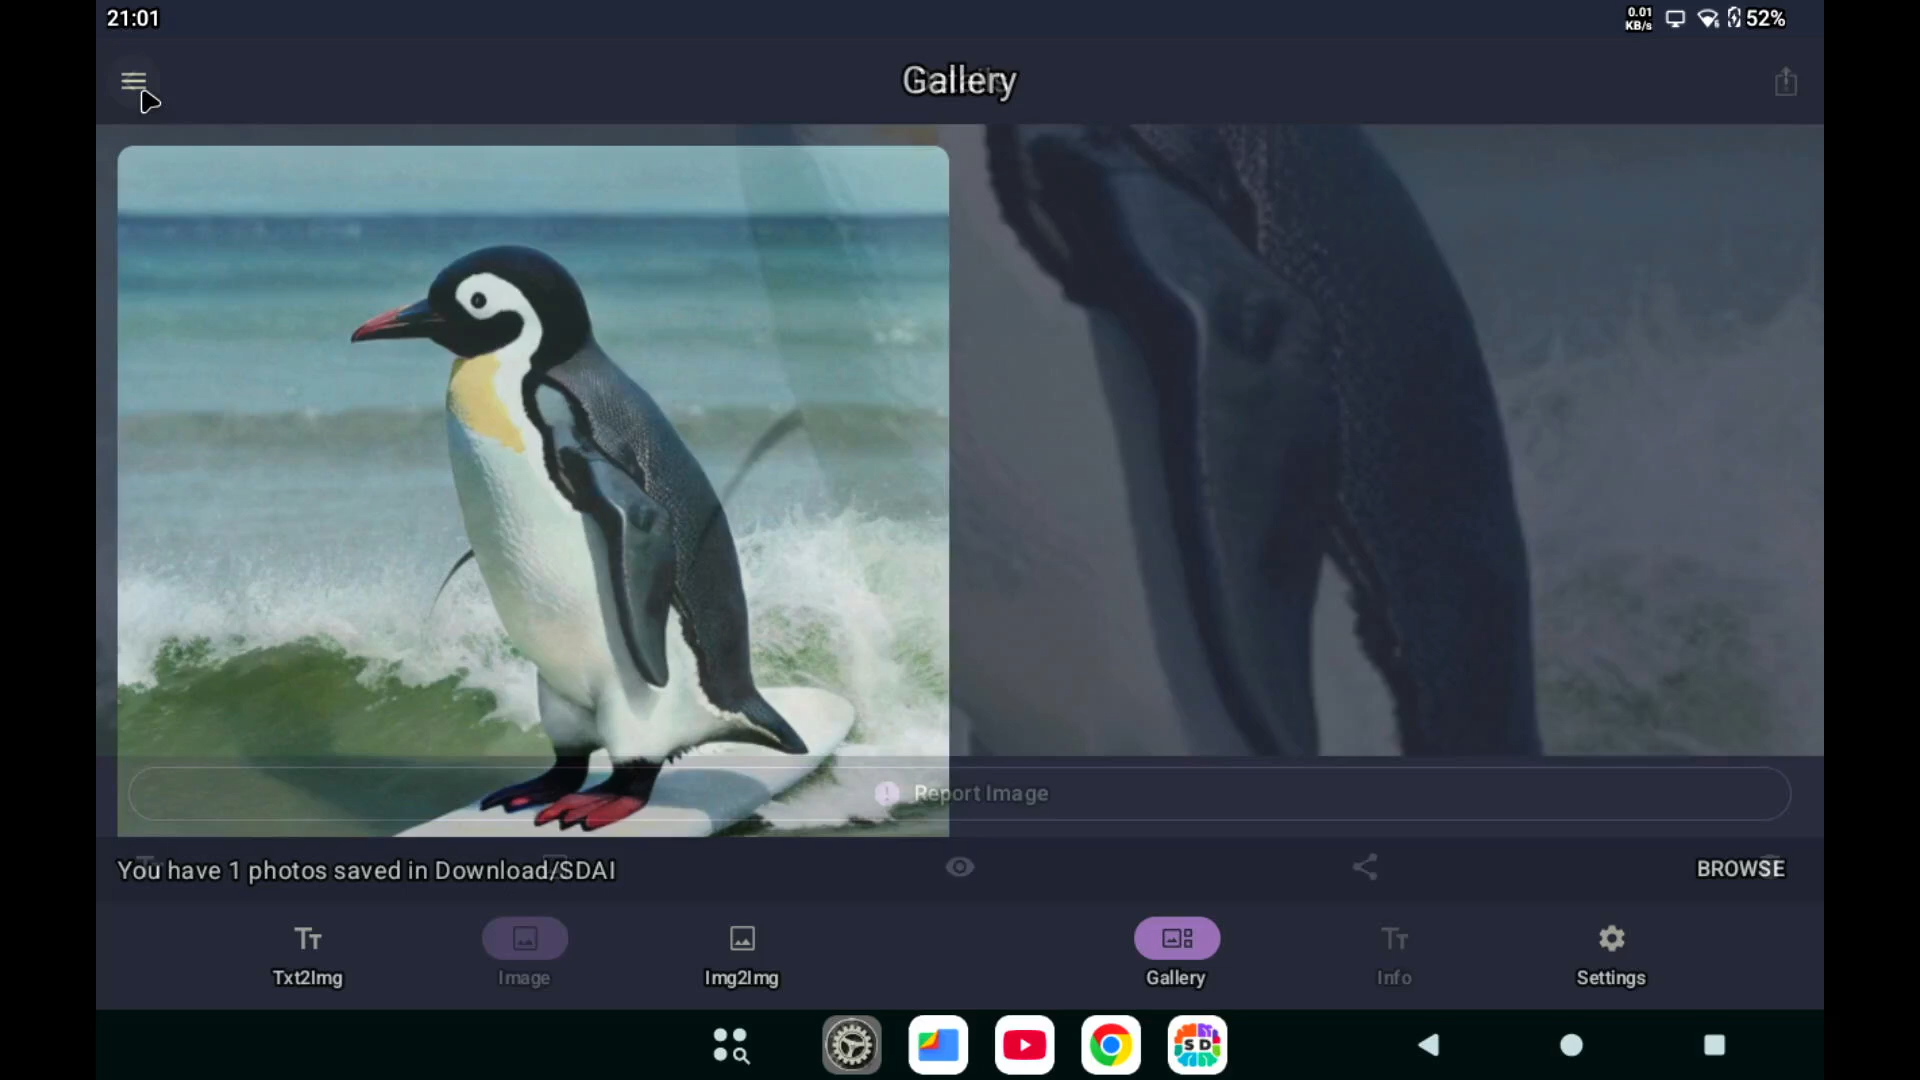 21:01
0.01
KB/s
52%
Gallery
Report Image
You have 1 photos saved in Download/SDAI
BROWSE
Txt2Img
Image
Img2Img
Gallery
Info
Settings
S D